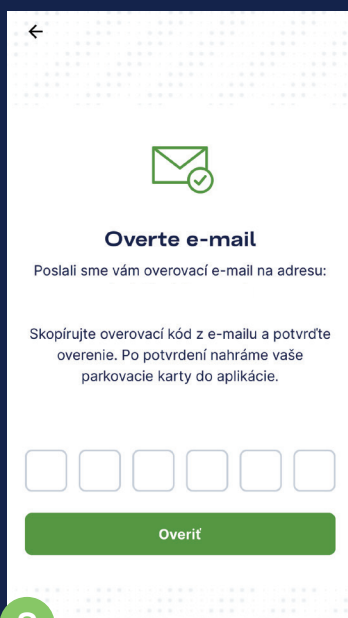 Overte e-mail
Poslali sme vám overovací e-mail na adresu:
Skopírujte overovací kód z e-mailu a potvrďte
overenie. Po potvrdení nahráme vaše
parkovacie karty do aplikácie.
Overiť